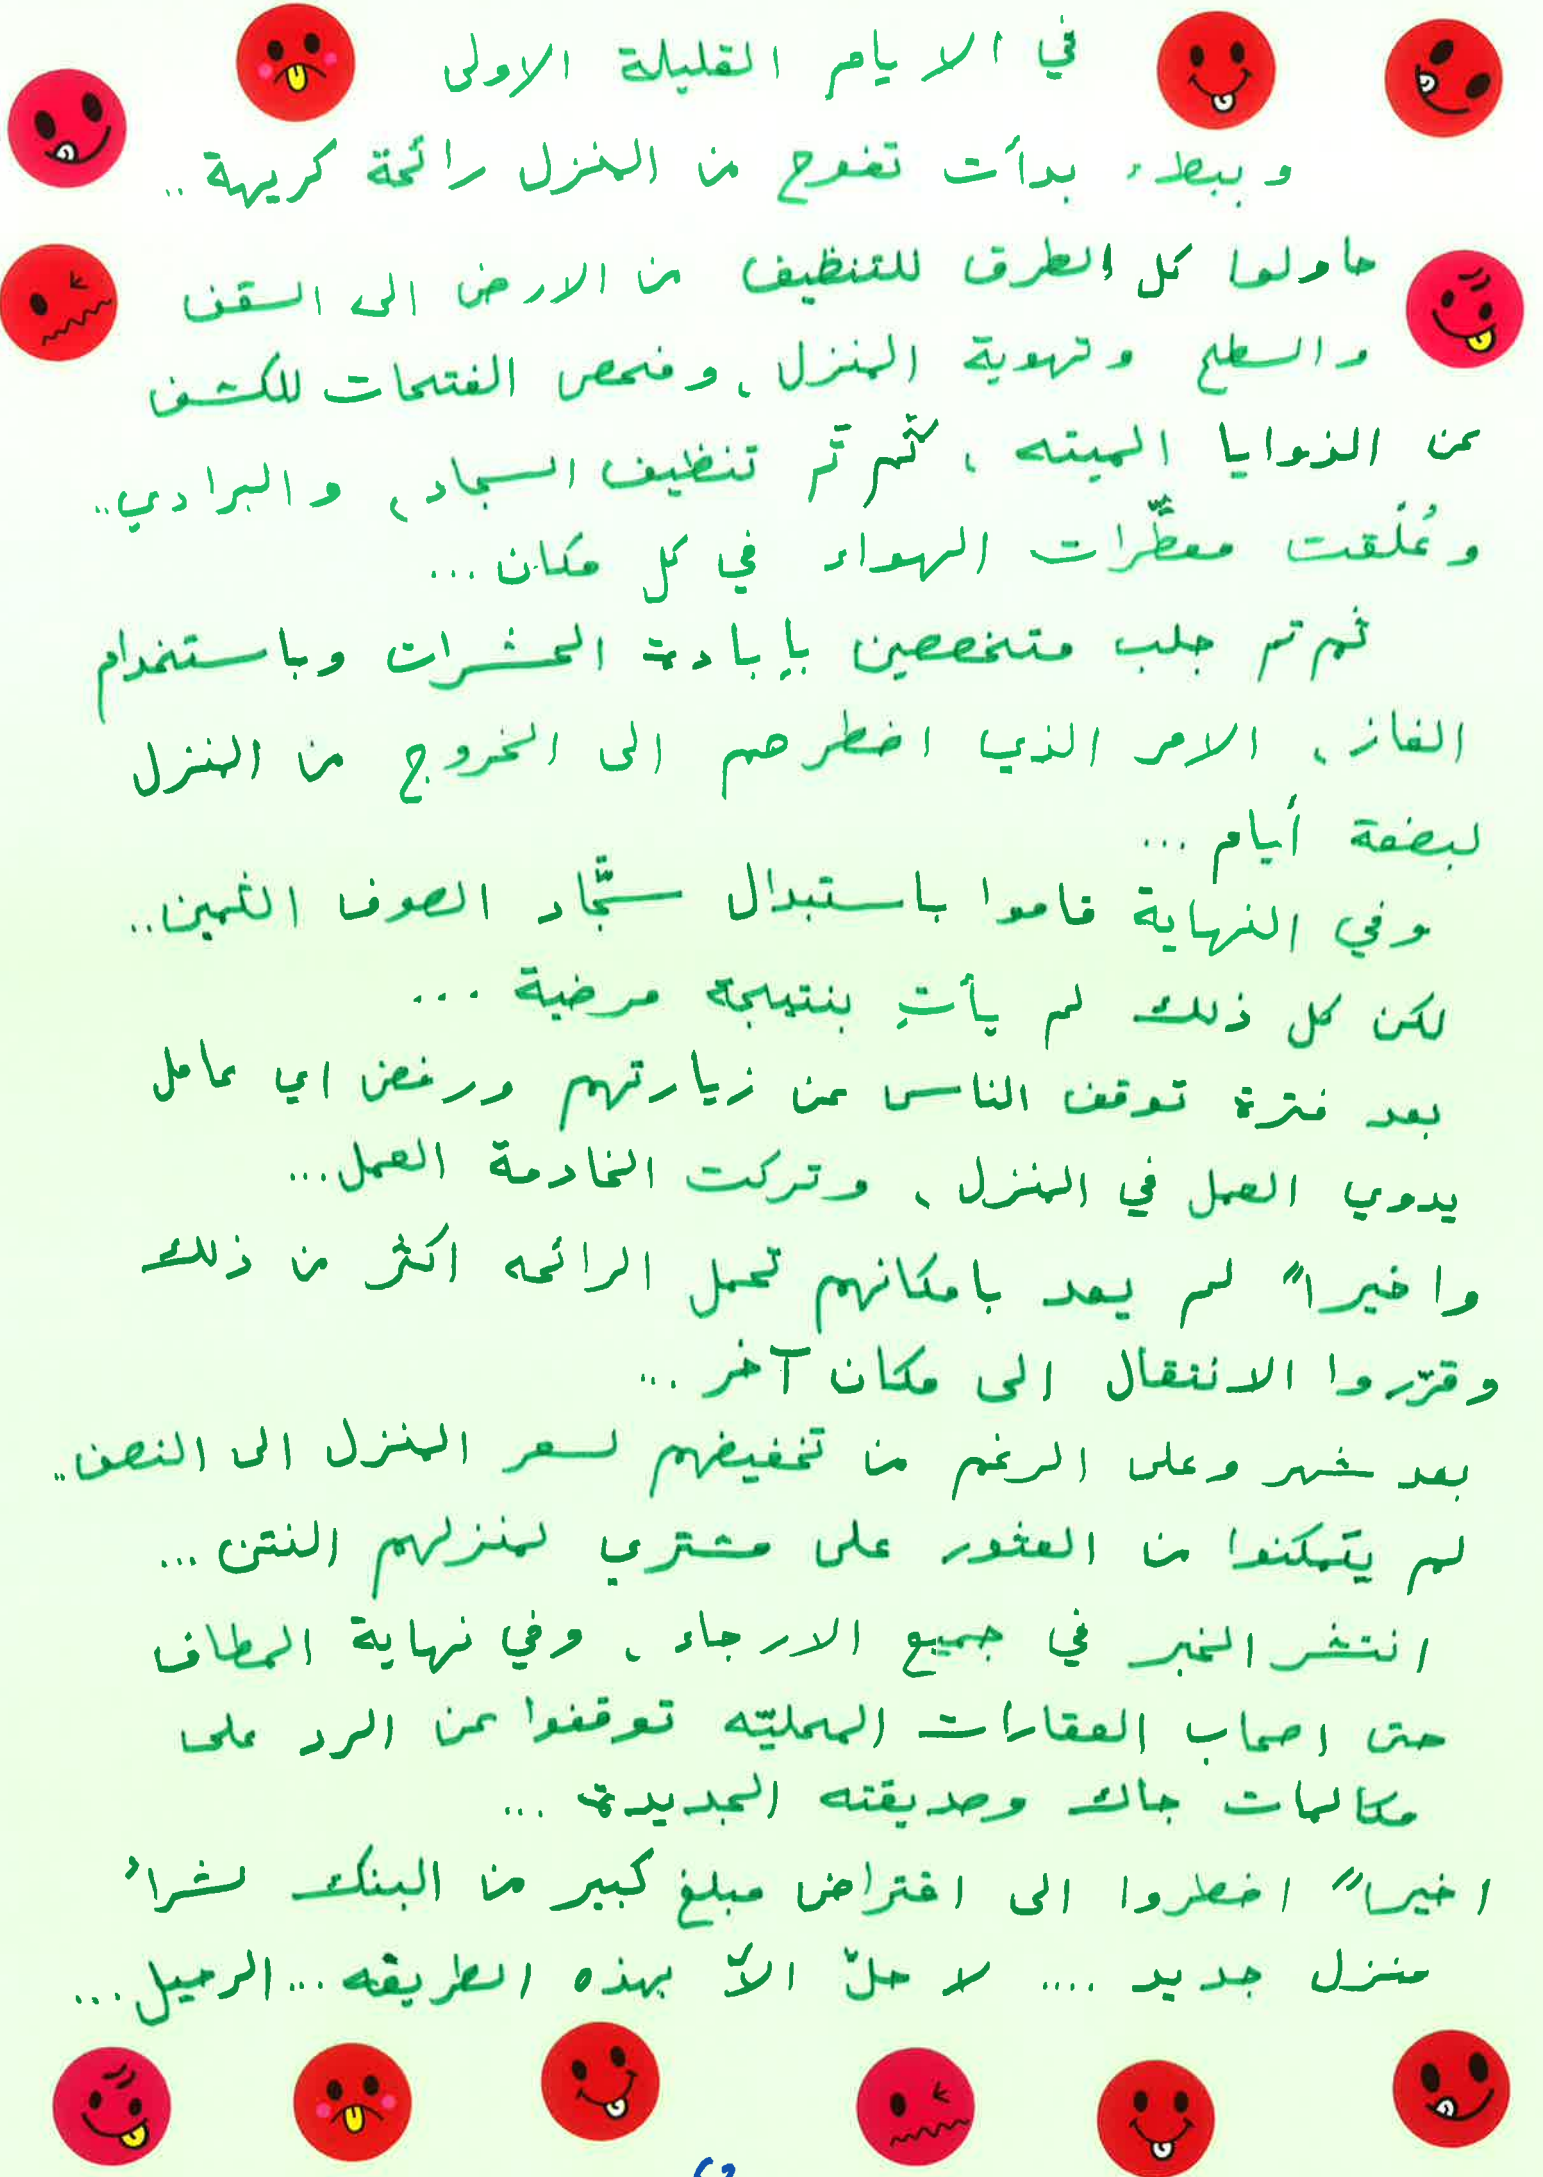 في الايام القليلة الاولى
وببطء بدأت تفوح من المنزل رائحة كريهة ..
حاولوا كل الطرق للتنظيف من الارض الى السقف
والسطح وتهوية المنزل، وفحص الفتحات للكشف
عن الزوايا الميته، ثم تم تنظيف السجاد، والبرادي..
وعُلّقت معطّرات الهواء في كل مكان...
ثم تم جلب متخصصين بإبادة الحشرات وباستخدام
الغاز، الامر الذي اضطرهم الى الخروج من المنزل
لبضعة أيام ...
وفي النهاية قاموا باستبدال سجّاد الصوف الثمين..
لكن كل ذلك لم يأتِ بنتيجة مرضية ...
بعد فترة توقف الناس عن زيارتهم ورفض اي عامل
يدوي العمل في المنزل، وتركت الخادمة العمل...
واخيراً لم يعد بامكانهم تحمل الرائحه اكثر من ذلك
وقرّروا الانتقال الى مكان آخر ...
بعد شهر وعلى الرغم من تخفيضهم لسعر المنزل الى النصف..
لم يتمكنوا من العثور على مشتري لمنزلهم النتن ...
انتشر الخبر في جميع الارجاء، وفي نهاية المطاف
حتى اصحاب العقارات المحليّه توقفوا عن الرد على
مكالمات جاك وصديقته الجديدة ...
اخيراً اضطروا الى اقتراض مبلغ كبير من البنك لشراء
منزل جديد .... لا حلّ الاّ بهذه الطريقه ... الرحيل ...